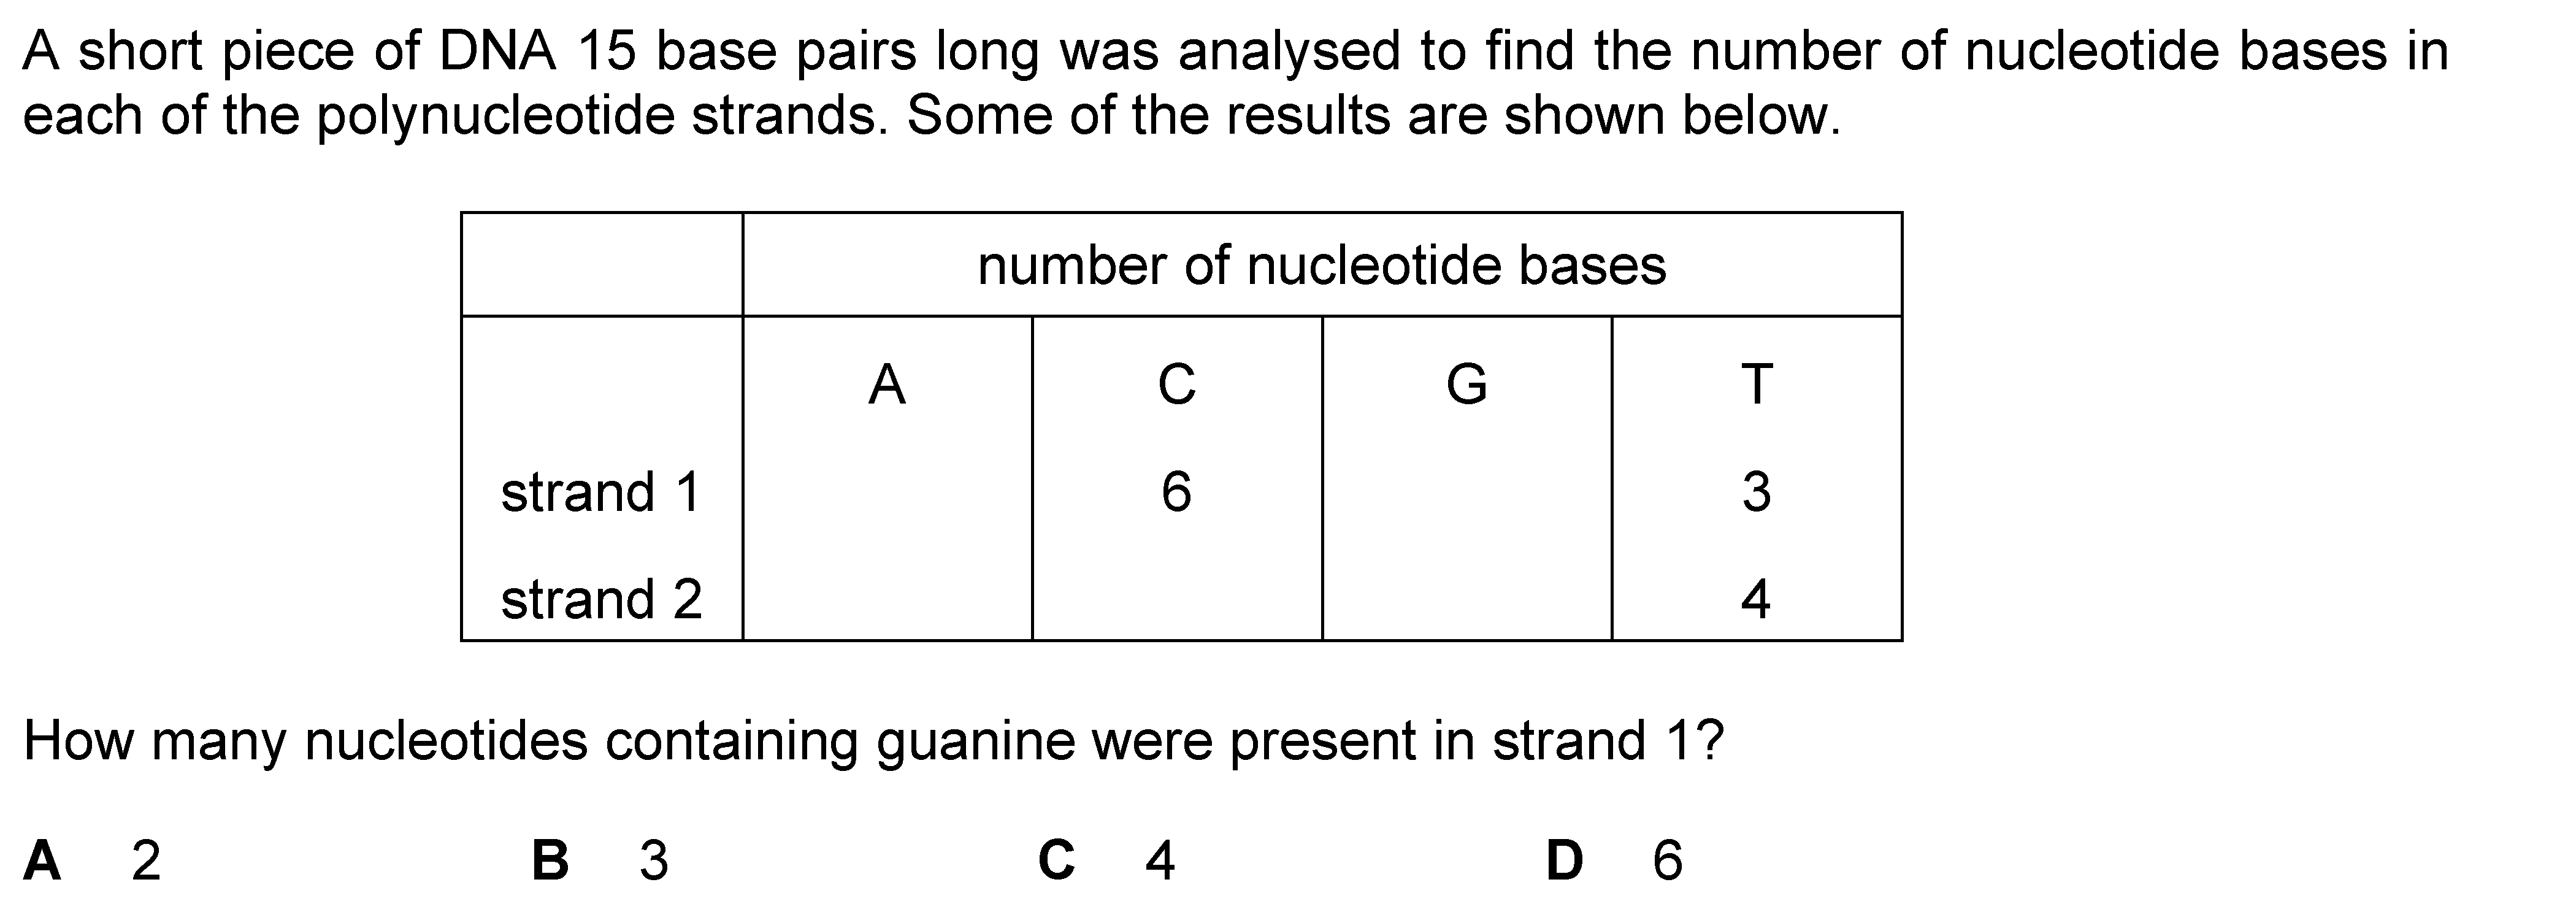 A short piece of DNA 15 base pairs long was analysed to find the number of nucleotide bases in
each of the polynucleotide strands. Some of the results are shown below.
number of nucleotide bases
A C G T
strand 1 6 3
strand 2 4
How many nucleotides containing guanine were present in strand 1?
A 2 B 3 C 4 D 6